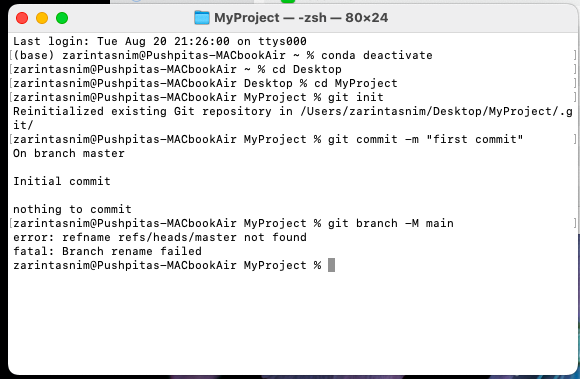 MyProject — -zsh — 80×24
Last login: Tue Aug 20 21:26:00 on ttys000
[(base) zarintasnim@Pushpitas-MACbookAir ~ % conda deactivate ]
[zarintasnim@Pushpitas-MACbookAir ~ % cd Desktop ]
[zarintasnim@Pushpitas-MACbookAir Desktop % cd MyProject ]
[zarintasnim@Pushpitas-MACbookAir MyProject % git init ]
Reinitialized existing Git repository in /Users/zarintasnim/Desktop/MyProject/.g
it/
[zarintasnim@Pushpitas-MACbookAir MyProject % git commit -m "first commit" ]
On branch master
Initial commit
nothing to commit
[zarintasnim@Pushpitas-MACbookAir MyProject % git branch -M main ]
error: refname refs/heads/master not found
fatal: Branch rename failed
zarintasnim@Pushpitas-MACbookAir MyProject %